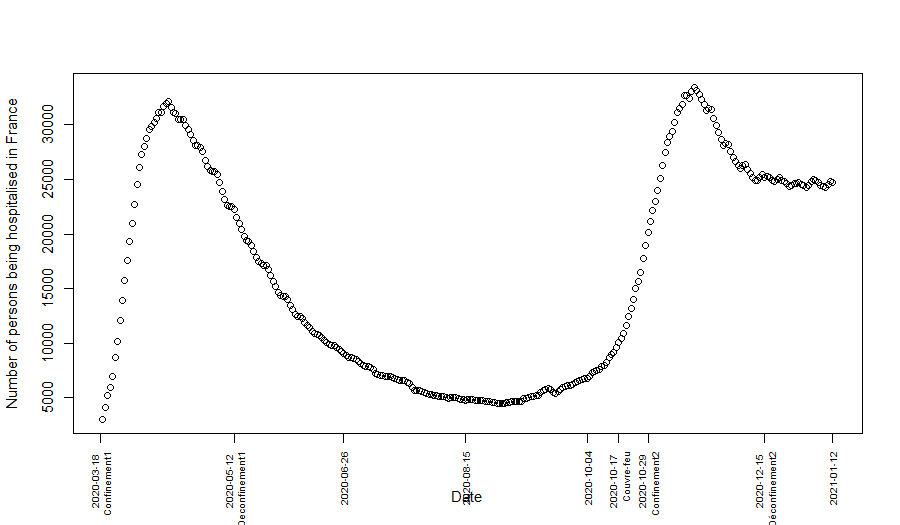 Number of persons being hospitalised in France
30000
25000
20000
15000
10000
5000
2020-03-18
Confinement1
2020-05-12
Déconfinement1
2020-06-26
2020-08-15
2020-10-04
2020-10-17
Couvre-feu
2020-10-29
Confinement2
2020-12-15
Déconfinement2
2021-01-12
Date